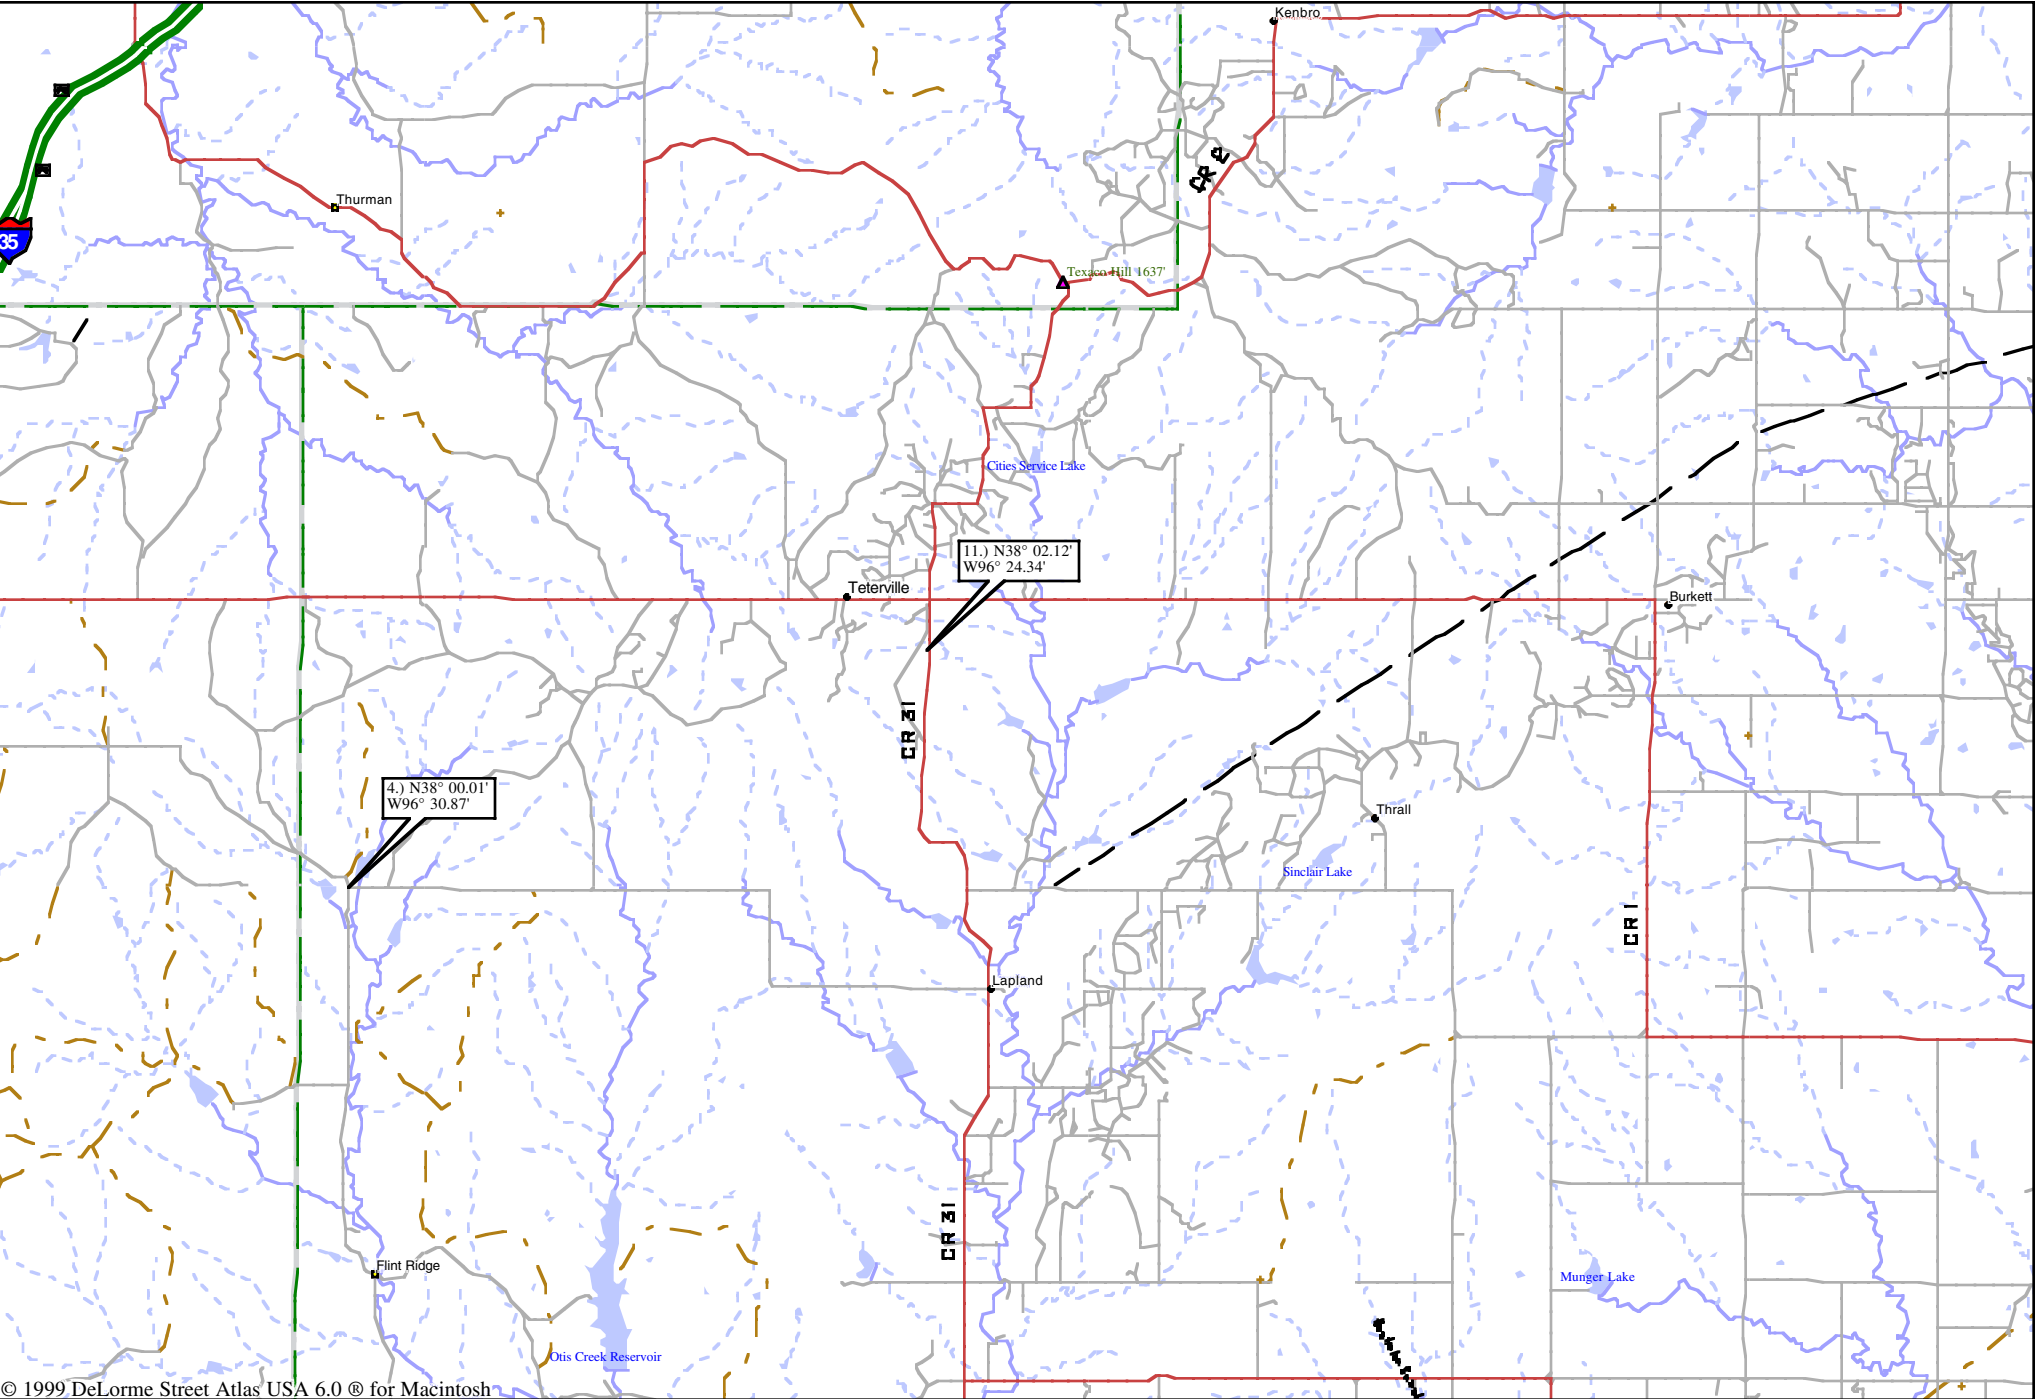 Kenbro
CR 2
Thurman
35
Texaco Hill 1637'
Cities Service Lake
11.) N38° 02.12'
W96° 24.34'
Teterville
Burkett
CR 31
4.) N38° 00.01'
W96° 30.87'
Thrall
Sinclair Lake
CR 1
Lapland
CR 31
Flint Ridge
Munger Lake
Otis Creek Reservoir
© 1999 DeLorme Street Atlas USA 6.0 ® for Macintosh